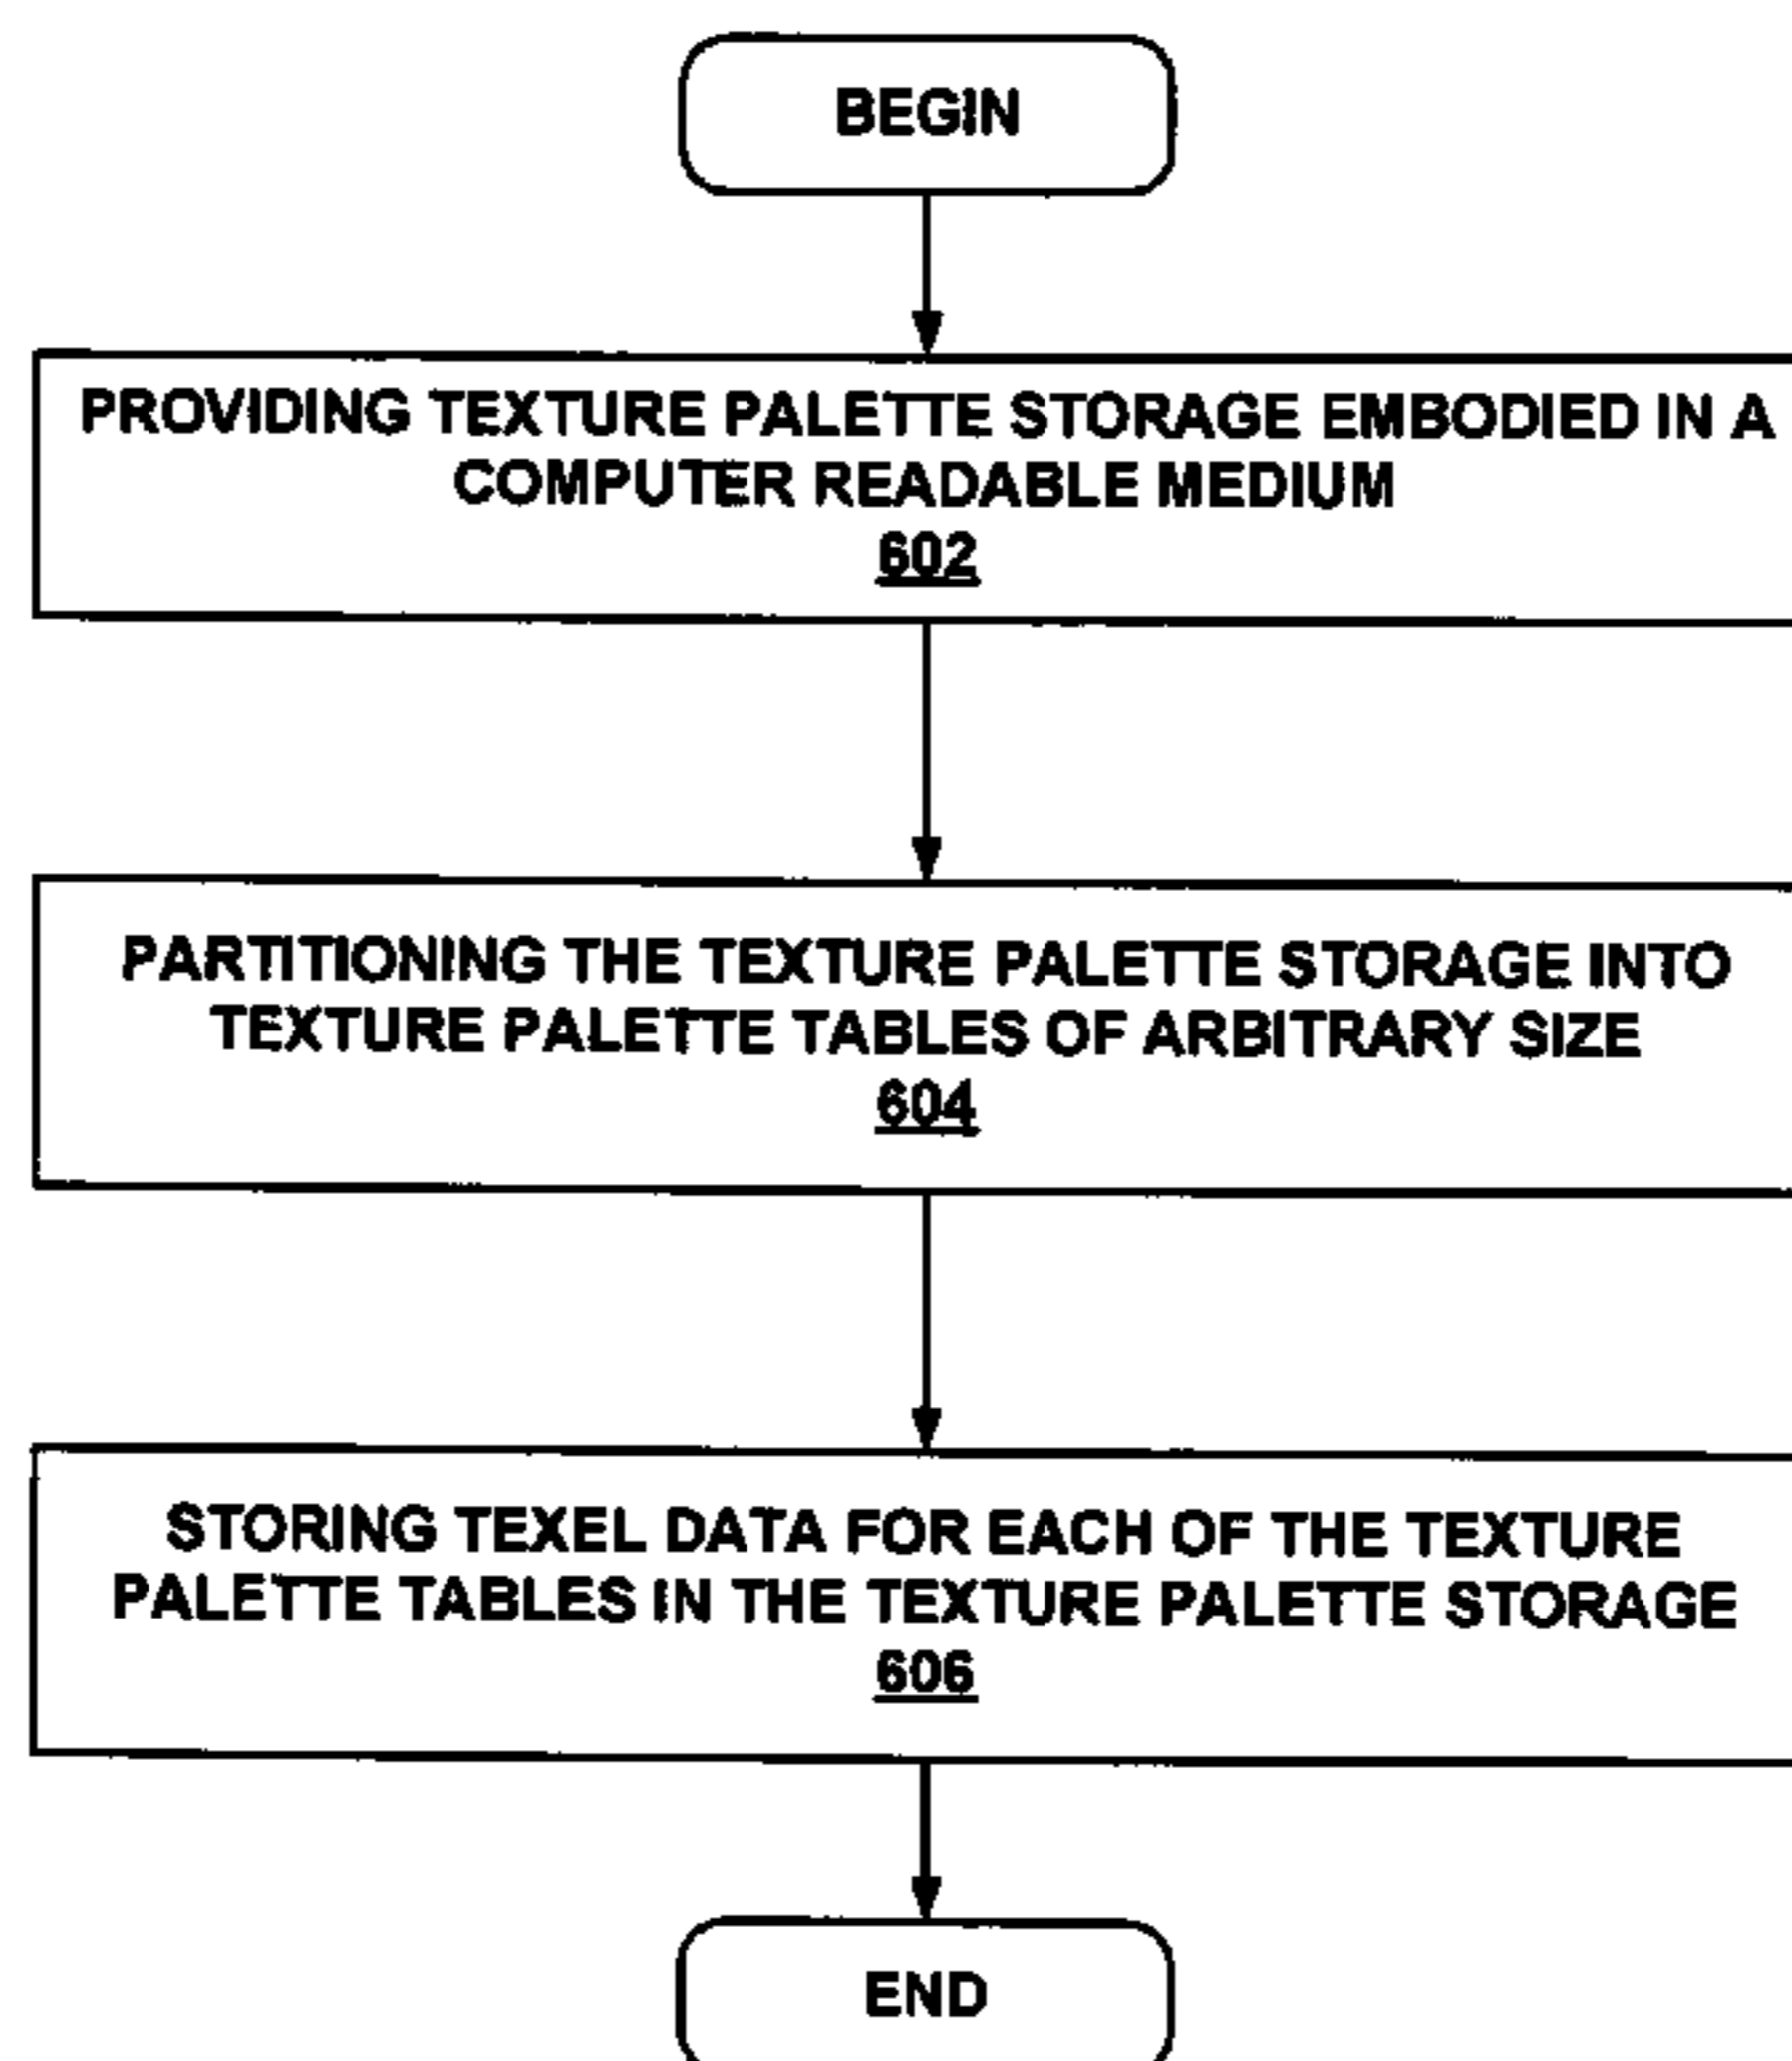 BEGIN
PROVIDING TEXTURE PALETTE STORAGE EMBODIED IN A
COMPUTER READABLE MEDIUM
602
PARTITIONING THE TEXTURE PALETTE STORAGE INTO
TEXTURE PALETTE TABLES OF ARBITRARY SIZE
604
STORING TEXEL DATA FOR EACH OF THE TEXTURE
PALETTE TABLES IN THE TEXTURE PALETTE STORAGE
606
END